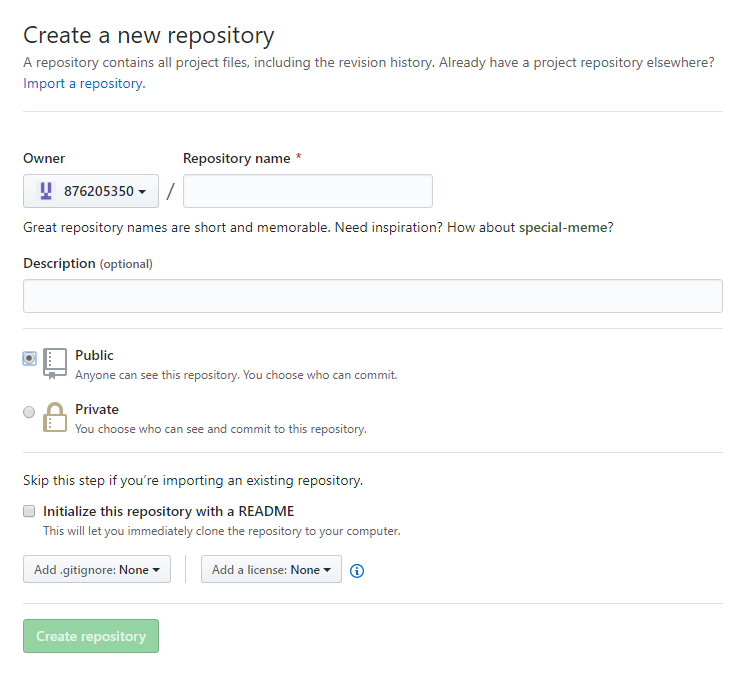 Create a new repository
A repository contains all project files, including the revision history. Already have a project repository elsewhere?
Import a repository.
Owner
Repository name *
876205350
/
Great repository names are short and memorable. Need inspiration? How about special-meme?
Description (optional)
Public
Anyone can see this repository. You choose who can commit.
Private
You choose who can see and commit to this repository.
Skip this step if you’re importing an existing repository.
Initialize this repository with a README
This will let you immediately clone the repository to your computer.
Add .gitignore: None
Add a license: None
Create repository